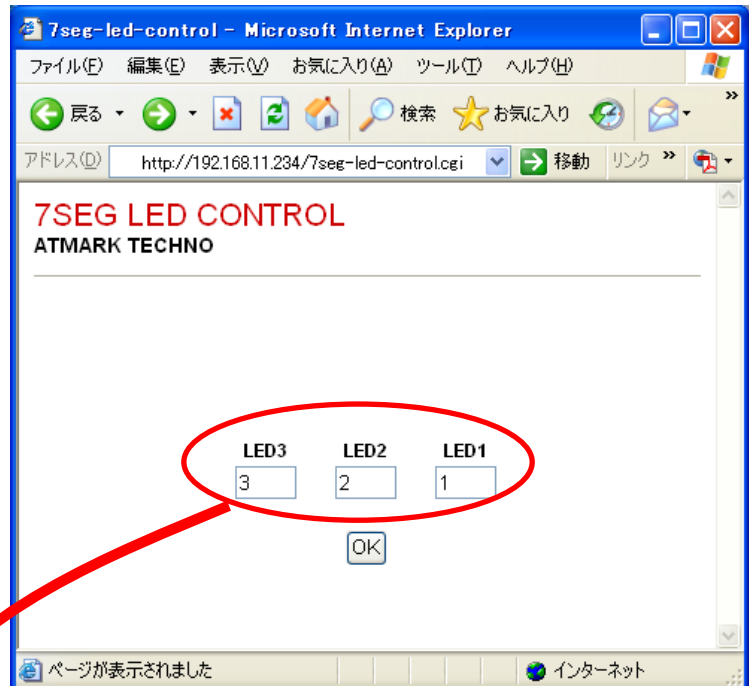 7seg-led-control - Microsoft Internet Explorer
ファイル(F) 編集(E) 表示(V) お気に入り(A) ツール(T) ヘルプ(H)
戻る 検索 お気に入り »
アドレス(D) http://192.168.11.234/7seg-led-control.cgi 移動 リンク »
7SEG LED CONTROL
ATMARK TECHNO
LED3 LED2 LED1
3 2 1
OK
ページが表示されました インターネット